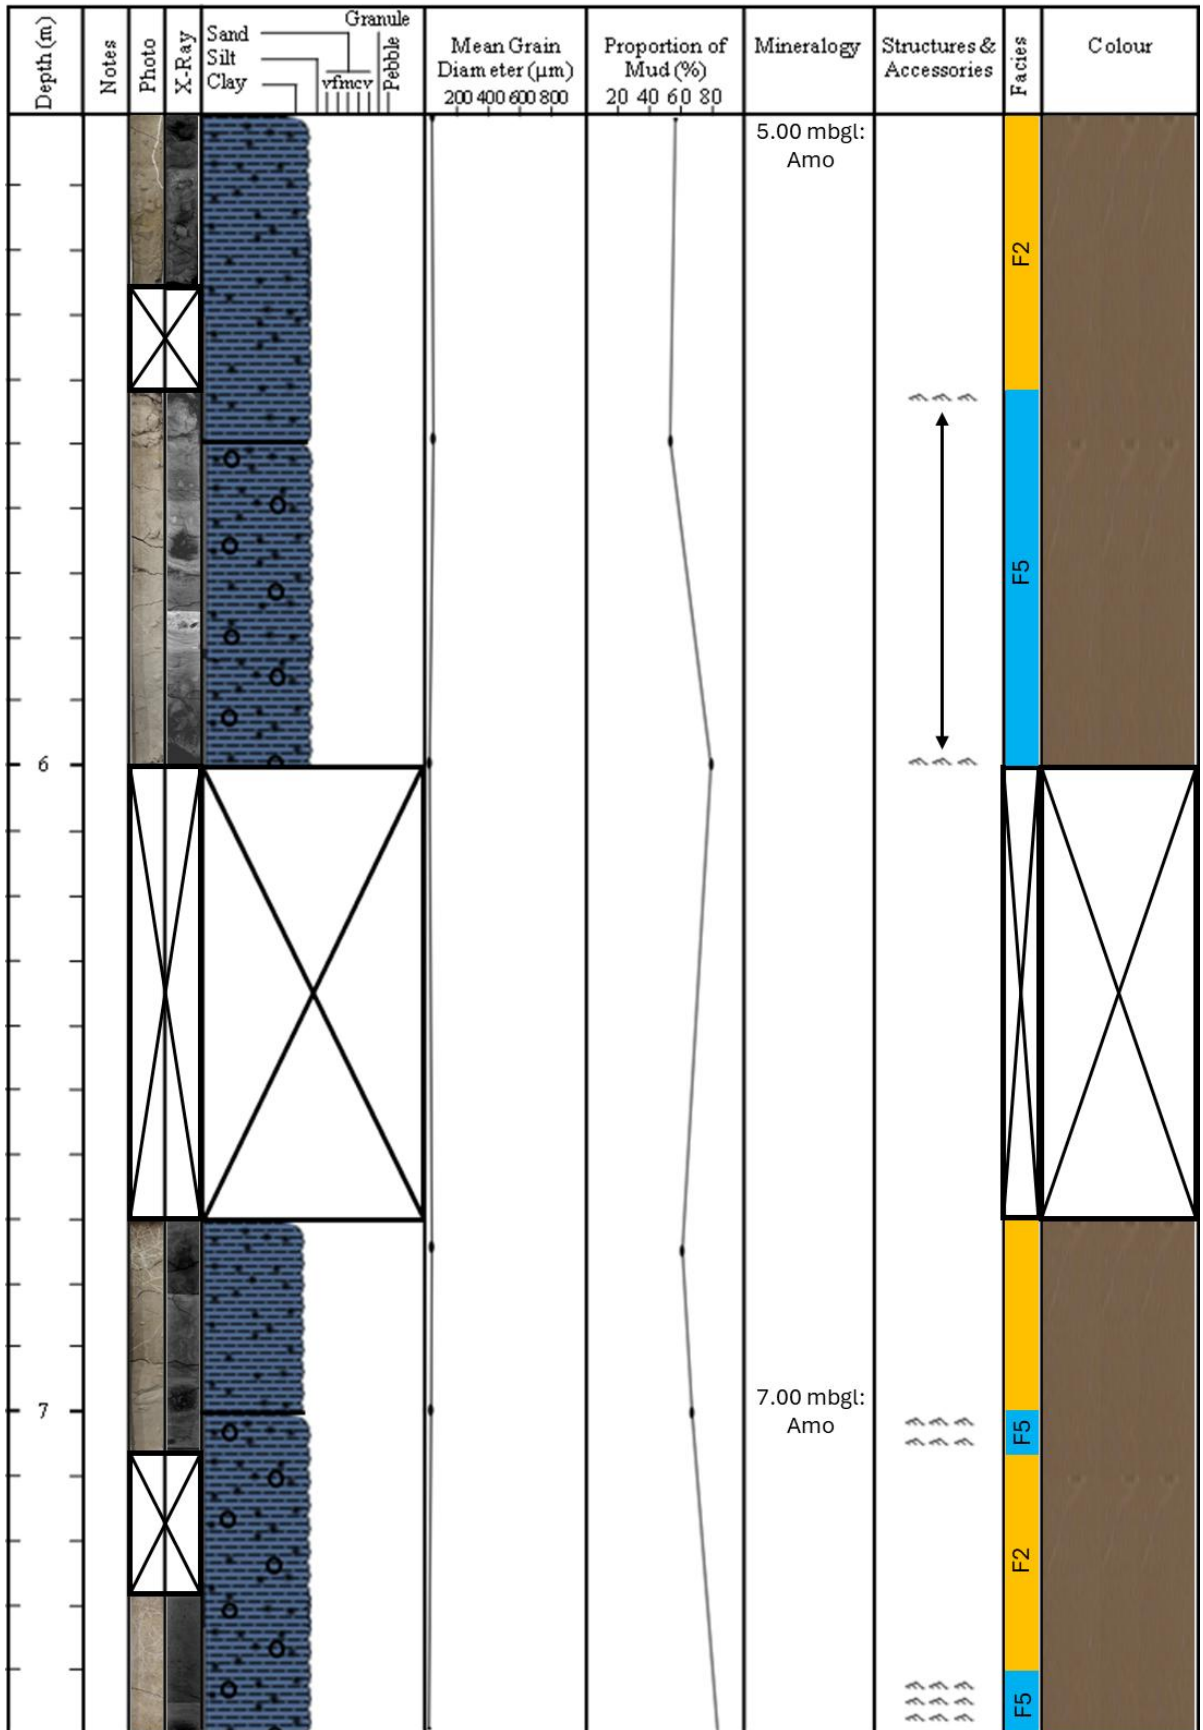 Depth (m)
Notes
Photo
X-Ray
Sand
Silt
Clay
vfmcv
Granule
Pebble
Mean Grain
Diameter (μm)
200 400 600 800
Proportion of
Mud (%)
20 40 60 80
Mineralogy
Structures &
Accessories
Facies
Colour
5.00 mbgl:
Amo
F2
F5
6
7
7.00 mbgl:
Amo
F5
F2
F5